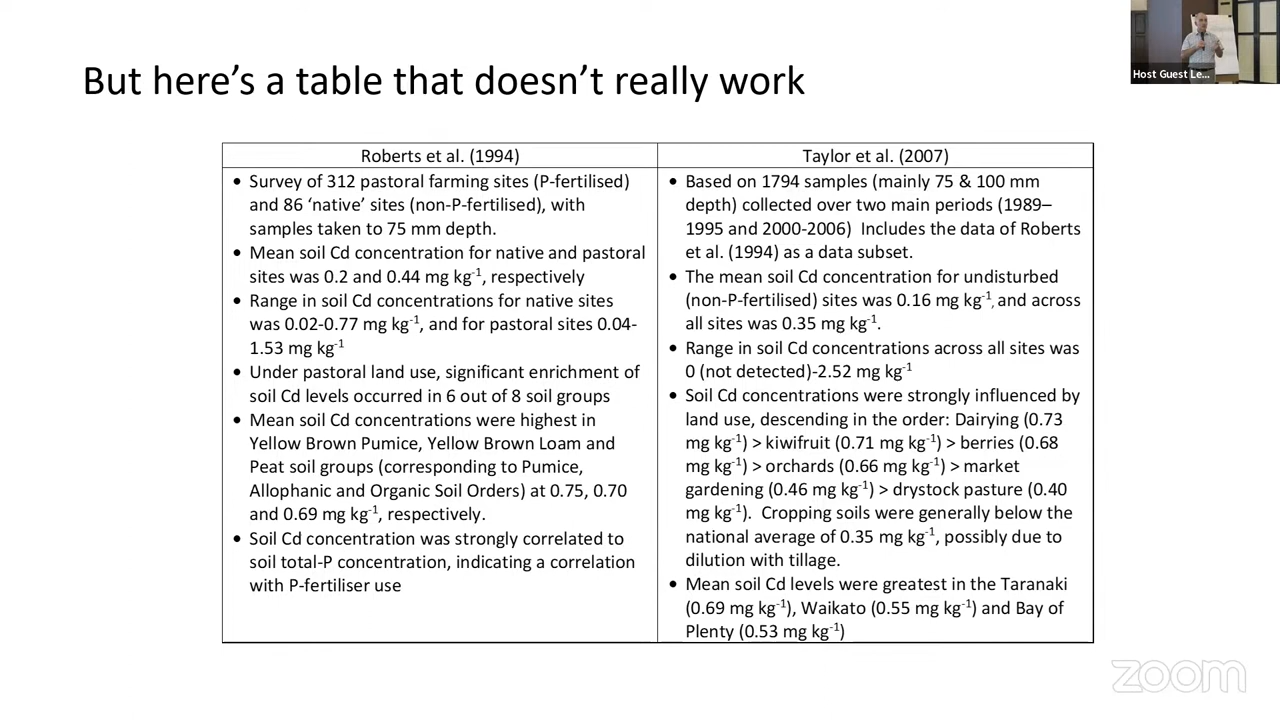 Host Guest Le...
But here's a table that doesn't really work
Roberts et al. (1994)
• Survey of 312 pastoral farming sites (P-fertilised)
and 86 'native' sites (non-P-fertilised), with
samples taken to 75 mm depth.
• Mean soil Cd concentration for native and pastoral
sites was 0.2 and 0.44 mg kg⁻¹, respectively
• Range in soil Cd concentrations for native sites
was 0.02-0.77 mg kg⁻¹, and for pastoral sites 0.04-
1.53 mg kg⁻¹
• Under pastoral land use, significant enrichment of
soil Cd levels occurred in 6 out of 8 soil groups
• Mean soil Cd concentrations were highest in
Yellow Brown Pumice, Yellow Brown Loam and
Peat soil groups (corresponding to Pumice,
Allophanic and Organic Soil Orders) at 0.75, 0.70
and 0.69 mg kg⁻¹, respectively.
• Soil Cd concentration was strongly correlated to
soil total-P concentration, indicating a correlation
with P-fertiliser use
Taylor et al. (2007)
• Based on 1794 samples (mainly 75 & 100 mm
depth) collected over two main periods (1989–
1995 and 2000-2006)  Includes the data of Roberts
et al. (1994) as a data subset.
• The mean soil Cd concentration for undisturbed
(non-P-fertilised) sites was 0.16 mg kg⁻¹, and across
all sites was 0.35 mg kg⁻¹.
• Range in soil Cd concentrations across all sites was
0 (not detected)-2.52 mg kg⁻¹
• Soil Cd concentrations were strongly influenced by
land use, descending in the order: Dairying (0.73
mg kg⁻¹) > kiwifruit (0.71 mg kg⁻¹) > berries (0.68
mg kg⁻¹) > orchards (0.66 mg kg⁻¹) > market
gardening (0.46 mg kg⁻¹) > drystock pasture (0.40
mg kg⁻¹).  Cropping soils were generally below the
national average of 0.35 mg kg⁻¹, possibly due to
dilution with tillage.
• Mean soil Cd levels were greatest in the Taranaki
(0.69 mg kg⁻¹), Waikato (0.55 mg kg⁻¹) and Bay of
Plenty (0.53 mg kg⁻¹)
zoom